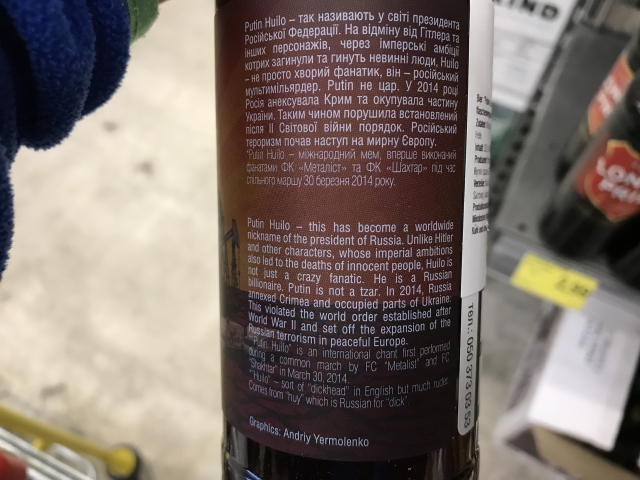 Putin Huilo – так називають у світі президента
Російської Федерації. На відміну від Гітлера та
інших персонажів, через імперські амбіції
котрих загинули та гинуть невинні люди, Huilo
– не просто хворий фанатик, він – російський
мультимільярдер. Putin не цар. У 2014 році
Росія анексувала Крим та окупувала частину
України. Таким чином порушила встановлений
після ІІ Світової війни порядок. Російський
тероризм почав наступ на мирну Європу.
*Putin Huilo – міжнародний мем, вперше виконаний
фанатами ФК «Металіст» та ФК «Шахтар» під час
спільного маршу 30 березня 2014 року.
Putin Huilo – this has become a worldwide
nickname of the president of Russia. Unlike Hitler
and other characters, whose imperial ambitions
also led to the deaths of innocent people, Huilo is
not just a crazy fanatic. He is a Russian
billionaire. Putin is not a tzar. In 2014, Russia
annexed Crimea and occupied parts of Ukraine.
This violated the world order established after
World War II and set off the expansion of the
Russian terrorism in peaceful Europe.
*"Putin Huilo" is an international chant first performed
during a common march by FC "Metalist" and FC
"Shakhtar" in March 30, 2014.
*"Huilo" – sort of "dickhead" in English but much ruder.
Comes from "huy" which is Russian for "dick".
Graphics: Andriy Yermolenko
тел.: 050 373 03 53
LON
PRI